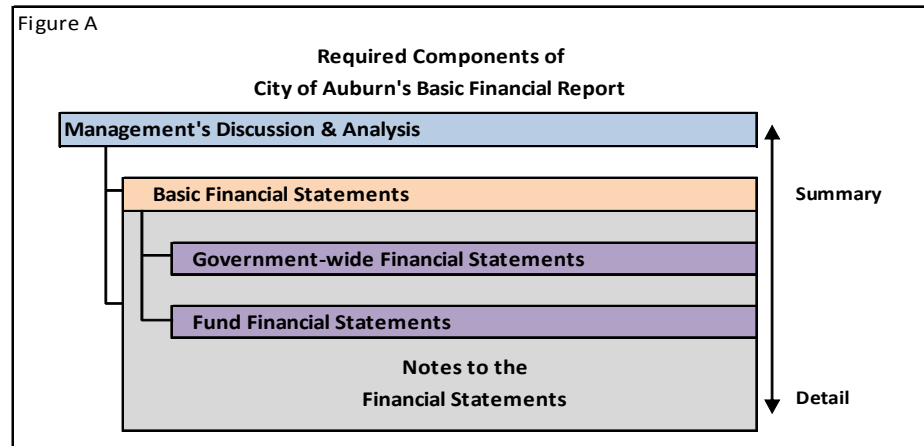 Figure A
Required Components of
City of Auburn's Basic Financial Report
Management's Discussion & Analysis
Basic Financial Statements
Summary
Government-wide Financial Statements
Fund Financial Statements
Notes to the
Financial Statements
Detail